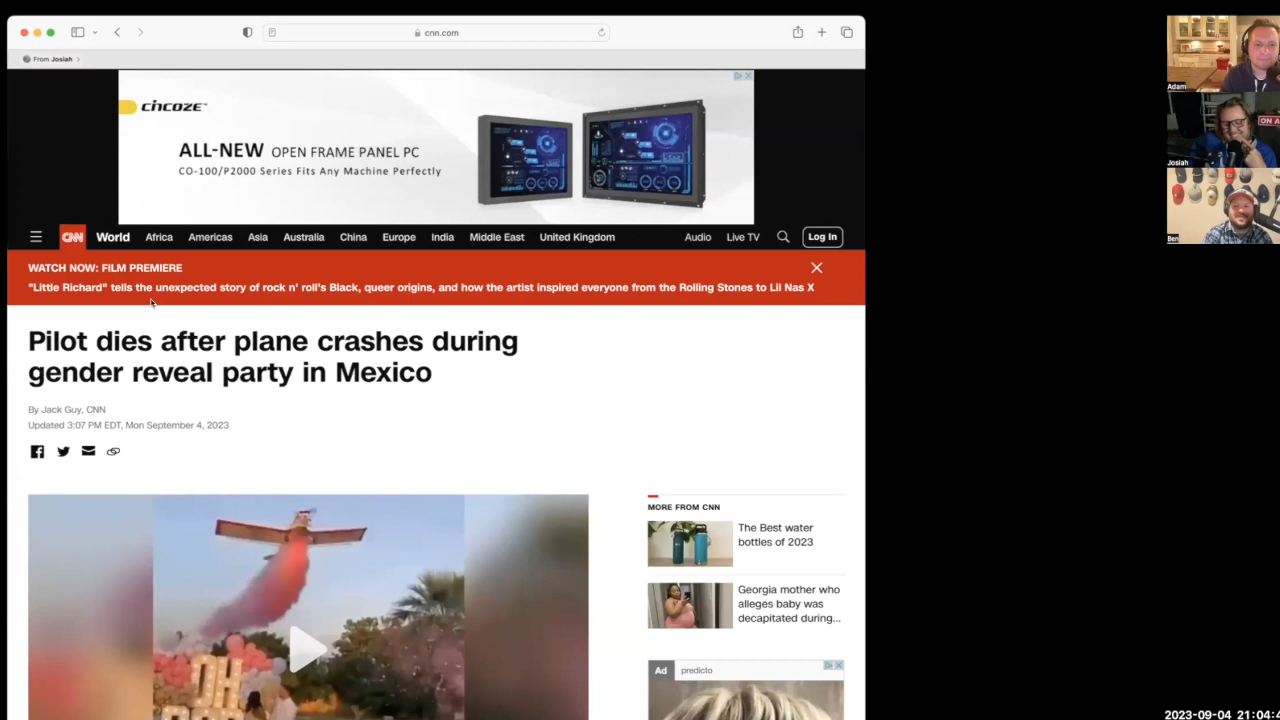 cnn.com
From Josiah
cincoze
ALL-NEW OPEN FRAME PANEL PC
CO-100/P2000 Series Fits Any Machine Perfectly
CNN World Africa Americas Asia Australia China Europe India Middle East United Kingdom Audio Live TV Log In
WATCH NOW: FILM PREMIERE
"Little Richard" tells the unexpected story of rock n' roll's Black, queer origins, and how the artist inspired everyone from the Rolling Stones to Lil Nas X
Pilot dies after plane crashes during
gender reveal party in Mexico
By Jack Guy, CNN
Updated 3:07 PM EDT, Mon September 4, 2023
MORE FROM CNN
The Best water
bottles of 2023
Georgia mother who
alleges baby was
decapitated during...
Ad predicto
OH
Adam
ON A
Josiah
Ben
2023-09-04 21:04:4